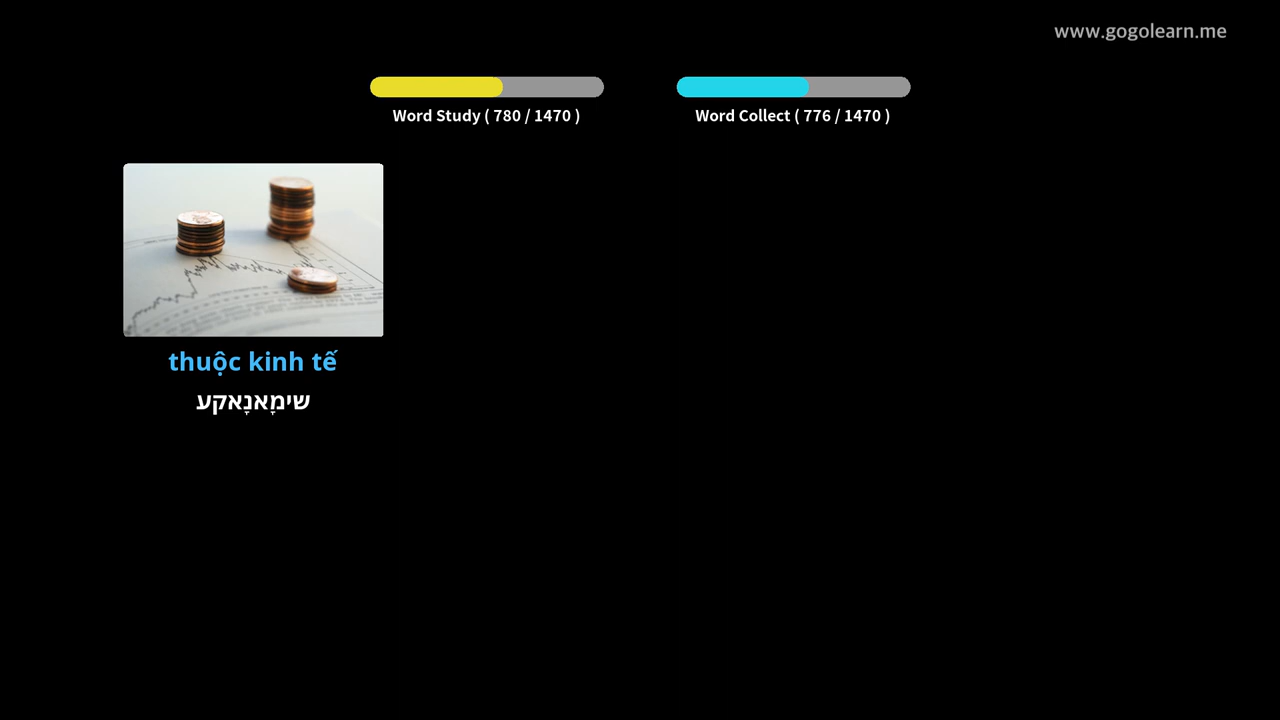 www.gogolearn.me
Word Study ( 780 / 1470 )
Word Collect ( 776 / 1470 )
thuộc kinh tế
שימָאנָאקע